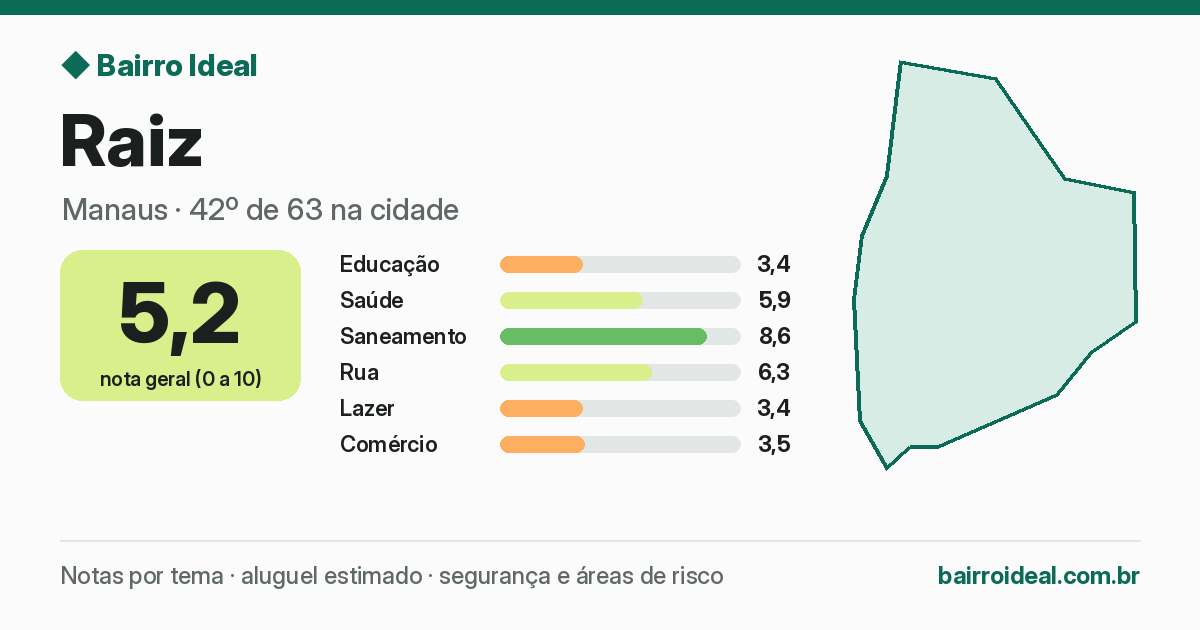 Bairro Ideal
Raiz
Manaus · 42º de 63 na cidade
5,2
nota geral (0 a 10)
Educação 3,4
Saúde 5,9
Saneamento 8,6
Rua 6,3
Lazer 3,4
Comércio 3,5
Notas por tema · aluguel estimado · segurança e áreas de risco
bairroideal.com.br